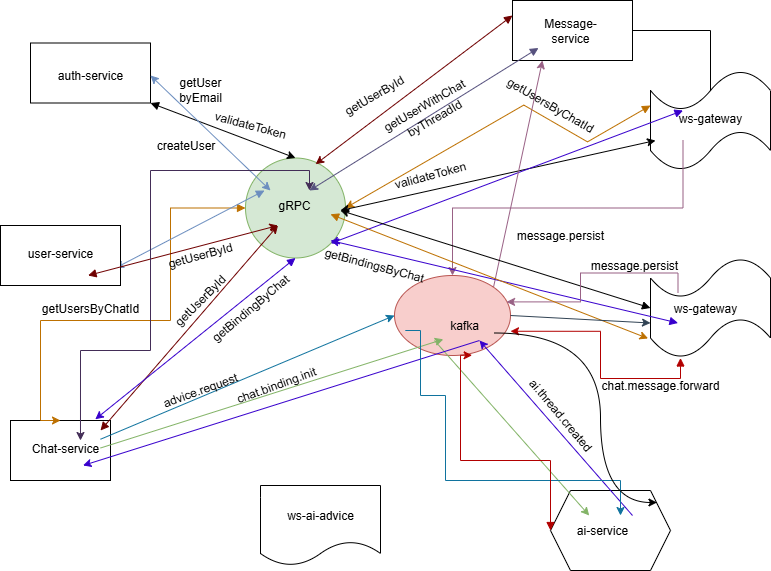 Message-
service
auth-service
getUser
byEmail
getUserById
getUserWithChat
byThreadId
getUsersByChatId
ws-gateway
validateToken
createUser
validateToken
gRPC
user-service
getUserById
message.persist
getBindingsByChat
message.persist
getUsersByChatId
getUserById
getBindingByChat
ws-gateway
kafka
advice.request
chat.binding.init
chat.message.forward
ai.thread.created
Chat-service
ws-ai-advice
ai-service